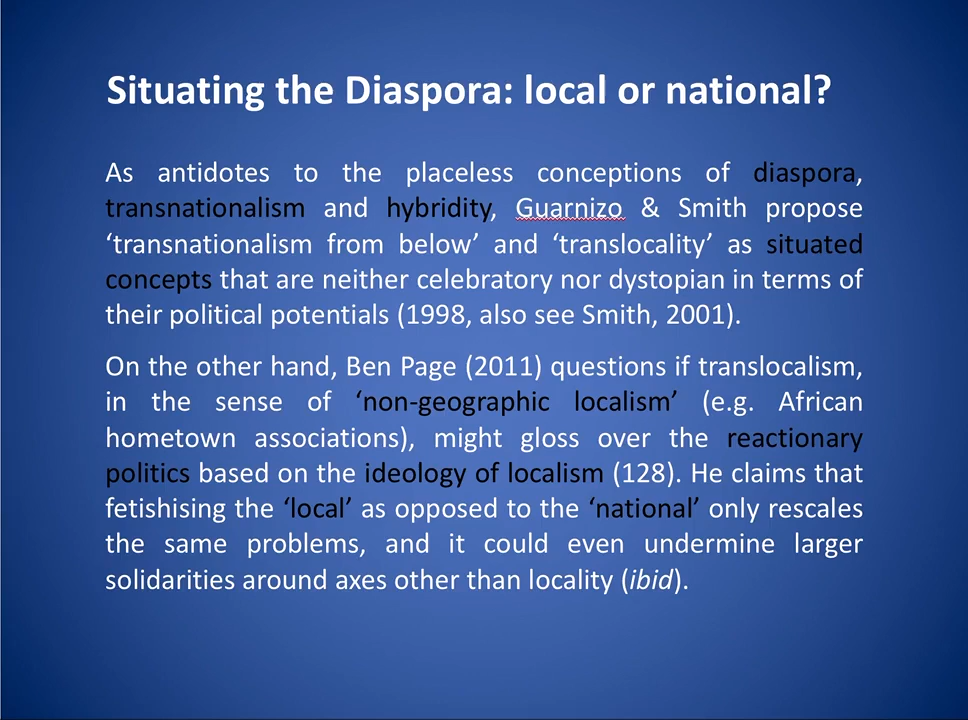 Situating the Diaspora: local or national?
As antidotes to the placeless conceptions of diaspora,
transnationalism and hybridity, Guarnizo & Smith propose
‘transnationalism from below’ and ‘translocality’ as situated
concepts that are neither celebratory nor dystopian in terms of
their political potentials (1998, also see Smith, 2001).
On the other hand, Ben Page (2011) questions if translocalism,
in the sense of ‘non-geographic localism’ (e.g. African
hometown associations), might gloss over the reactionary
politics based on the ideology of localism (128). He claims that
fetishising the ‘local’ as opposed to the ‘national’ only rescales
the same problems, and it could even undermine larger
solidarities around axes other than locality (ibid).